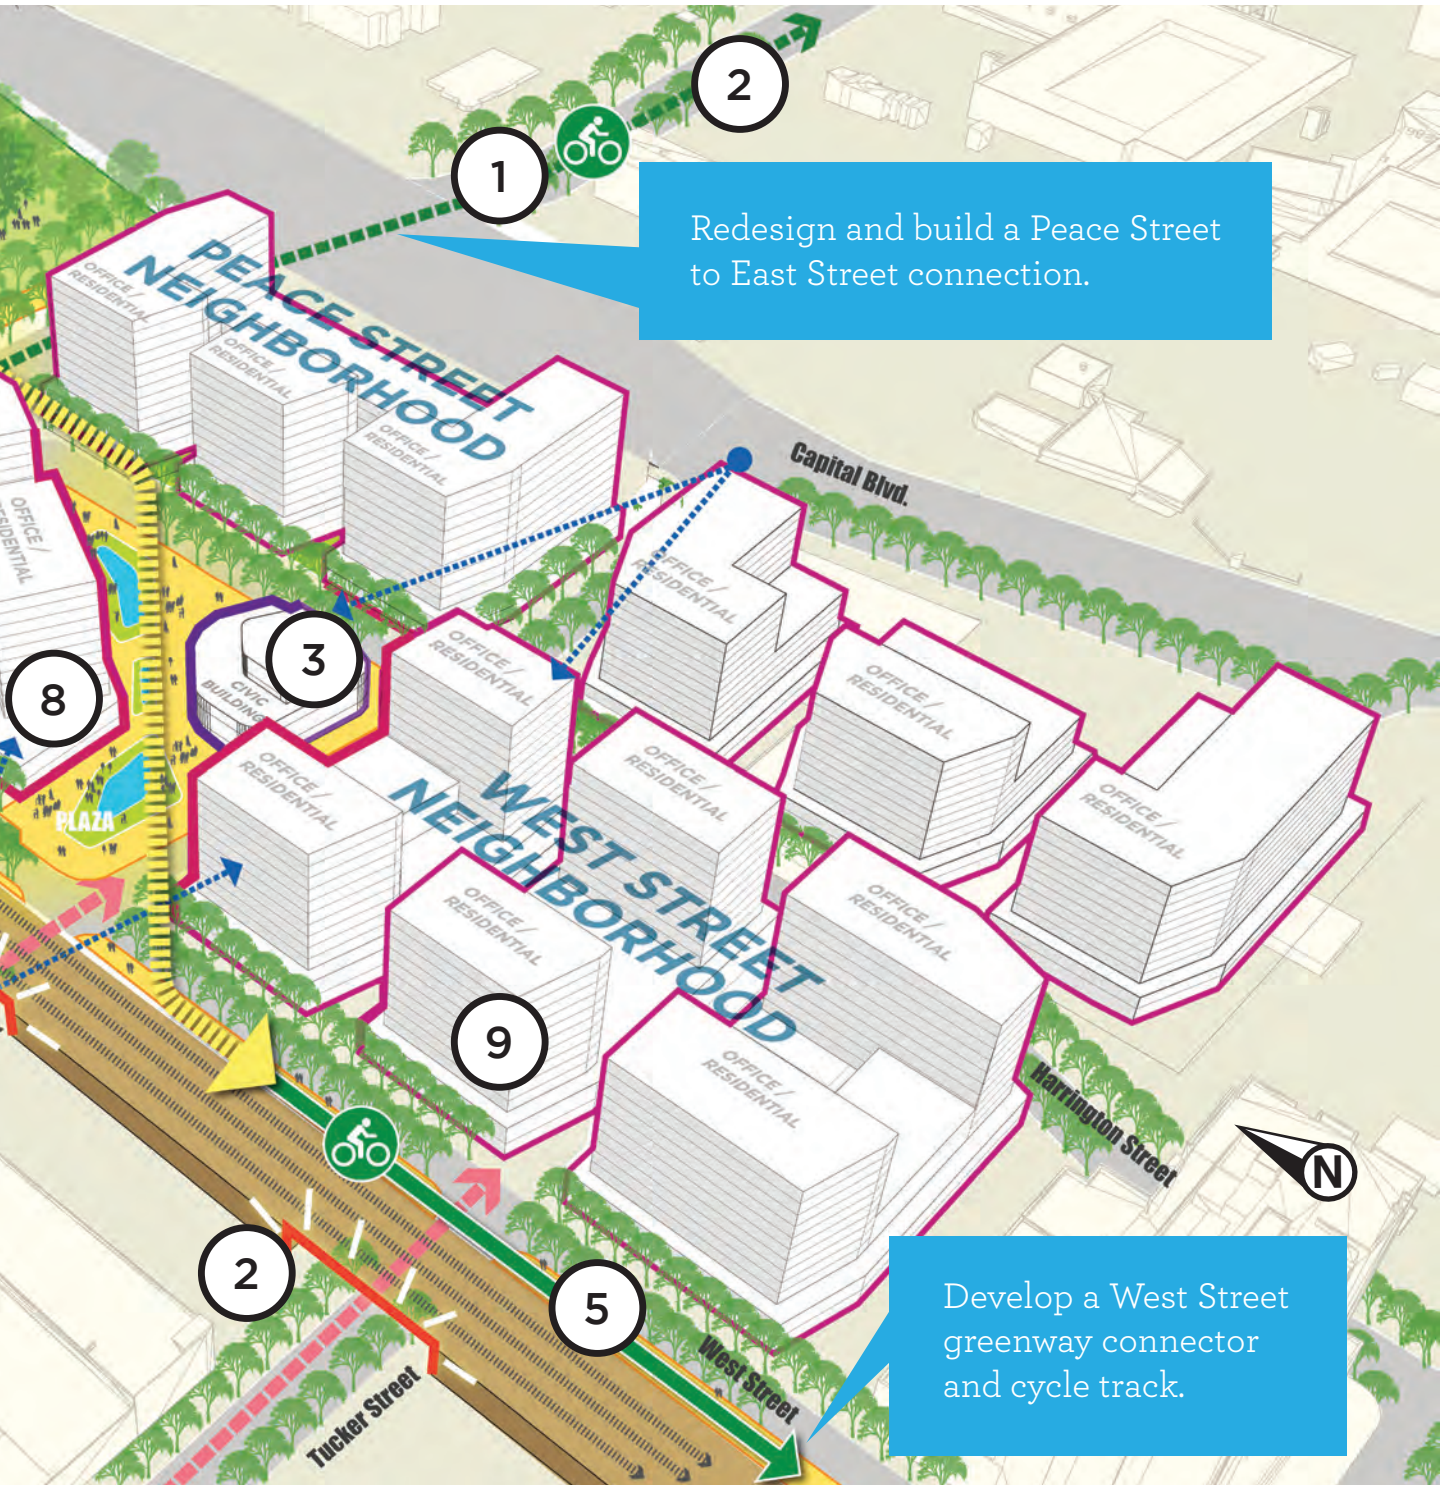 2
1
Redesign and build a Peace Street
to East Street connection.
PEACE STREET
NEIGHBORHOOD
OFFICE /
RESIDENTIAL
OFFICE /
RESIDENTIAL
OFFICE /
RESIDENTIAL
Capital Blvd.
OFFICE /
RESIDENTIAL
OFFICE /
RESIDENTIAL
3
CIVIC
BUILDING
OFFICE /
RESIDENTIAL
OFFICE /
RESIDENTIAL
8
OFFICE /
RESIDENTIAL
OFFICE /
RESIDENTIAL
OFFICE /
RESIDENTIAL
PLAZA
WEST STREET
NEIGHBORHOOD
OFFICE /
RESIDENTIAL
OFFICE /
RESIDENTIAL
9
OFFICE /
RESIDENTIAL
Harrington Street
N
2
5
West Street
Tucker Street
Develop a West Street
greenway connector
and cycle track.